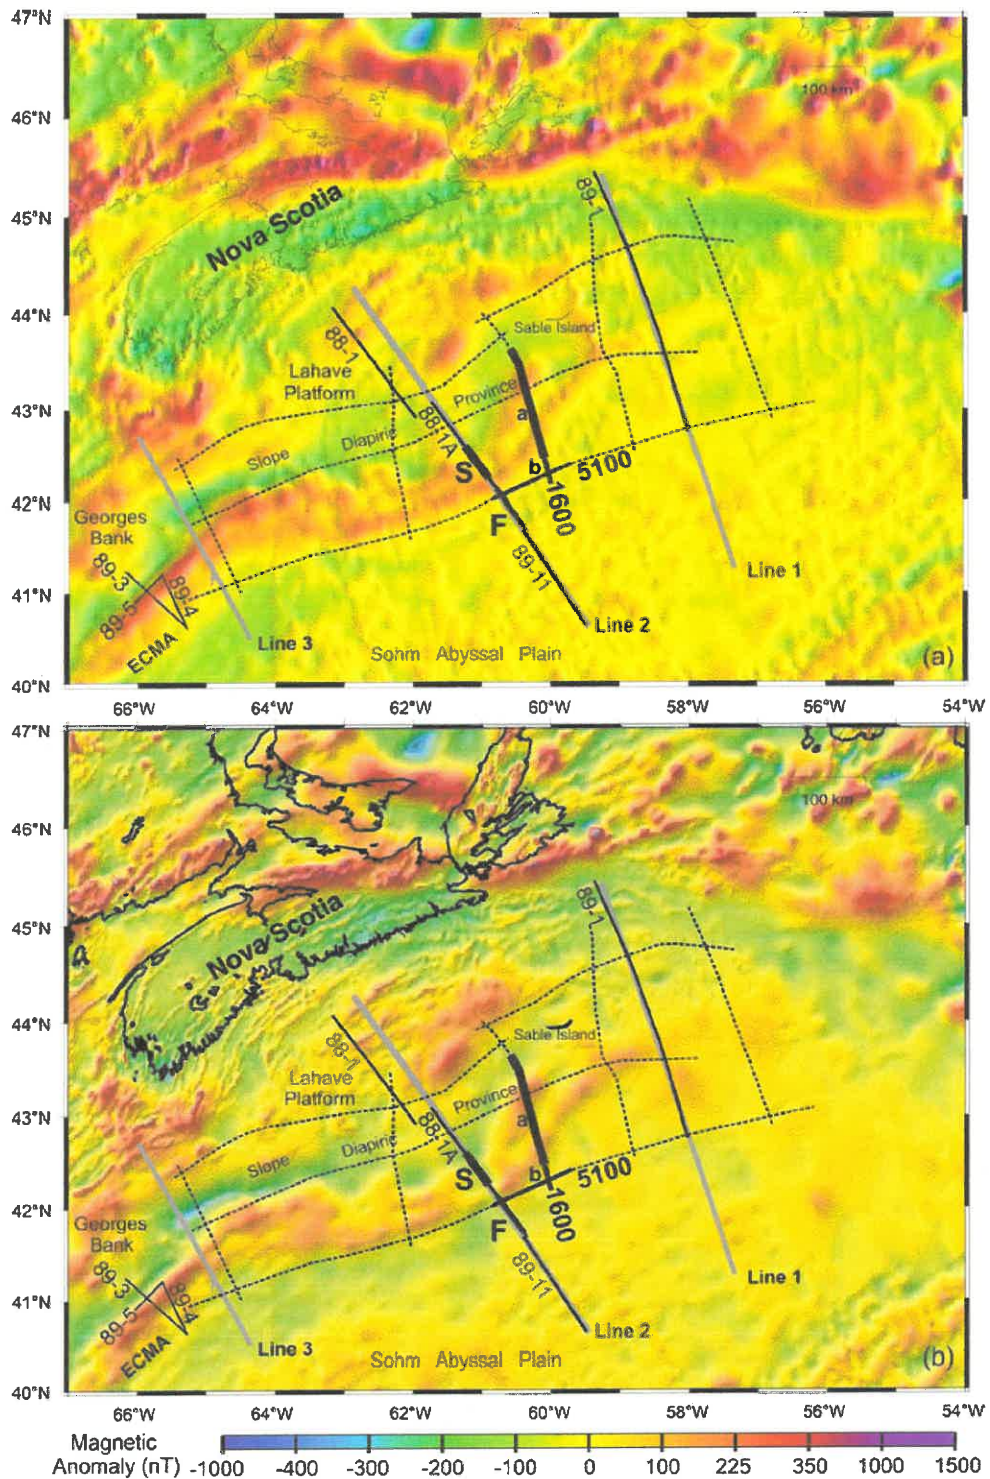 47°N
46°N
45°N
44°N
43°N
42°N
41°N
40°N
100 km
Nova Scotia
89-1
Sable Island
88-1
Lahave
Platform
Province
88-1A
a
Diapiric
Slope
S
b
5100
1600
F
Georges
Bank
89-3
89-4
89-5
ECMA
89-11
Line 1
Line 2
Line 3
Sohm Abyssal Plain
(a)
66°W 64°W 62°W 60°W 58°W 56°W 54°W
47°N
46°N
45°N
44°N
43°N
42°N
41°N
40°N
100 km
Nova Scotia
89-1
Sable Island
88-1
Lahave
Platform
Province
88-1A
a
Diapiric
Slope
S
b
5100
1600
F
Georges
Bank
89-3
89-4
89-5
ECMA
89-11
Line 1
Line 2
Line 3
Sohm Abyssal Plain
(b)
66°W 64°W 62°W 60°W 58°W 56°W 54°W
Magnetic
Anomaly (nT) -1000 -400 -300 -200 -100 0 100 225 350 1000 1500